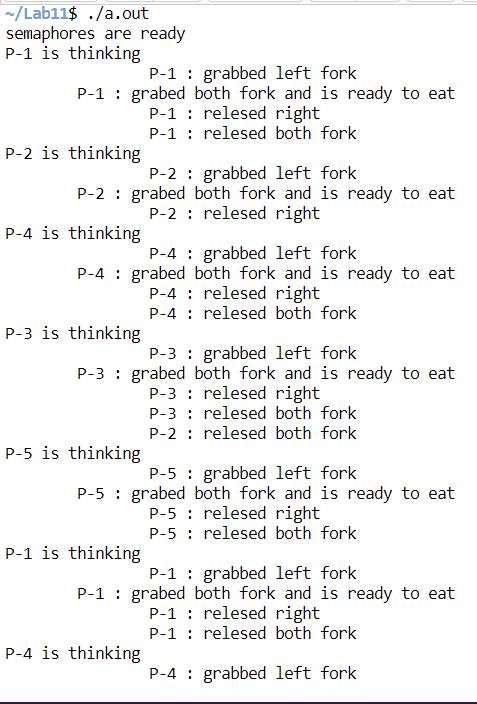 ~/Lab11$ ./a.out
semaphores are ready
P-1 is thinking
P-1 : grabbed left fork
P-1 : grabed both fork and is ready to eat
P-1 : relesed right
P-1 : relesed both fork
P-2 is thinking
P-2 : grabbed left fork
P-2 : grabed both fork and is ready to eat
P-2 : relesed right
P-4 is thinking
P-4 : grabbed left fork
P-4 : grabed both fork and is ready to eat
P-4 : relesed right
P-4 : relesed both fork
P-3 is thinking
P-3 : grabbed left fork
P-3 : grabed both fork and is ready to eat
P-3 : relesed right
P-3 : relesed both fork
P-2 : relesed both fork
P-5 is thinking
P-5 : grabbed left fork
P-5 : grabed both fork and is ready to eat
P-5 : relesed right
P-5 : relesed both fork
P-1 is thinking
P-1 : grabbed left fork
P-1 : grabed both fork and is ready to eat
P-1 : relesed right
P-1 : relesed both fork
P-4 is thinking
P-4 : grabbed left fork